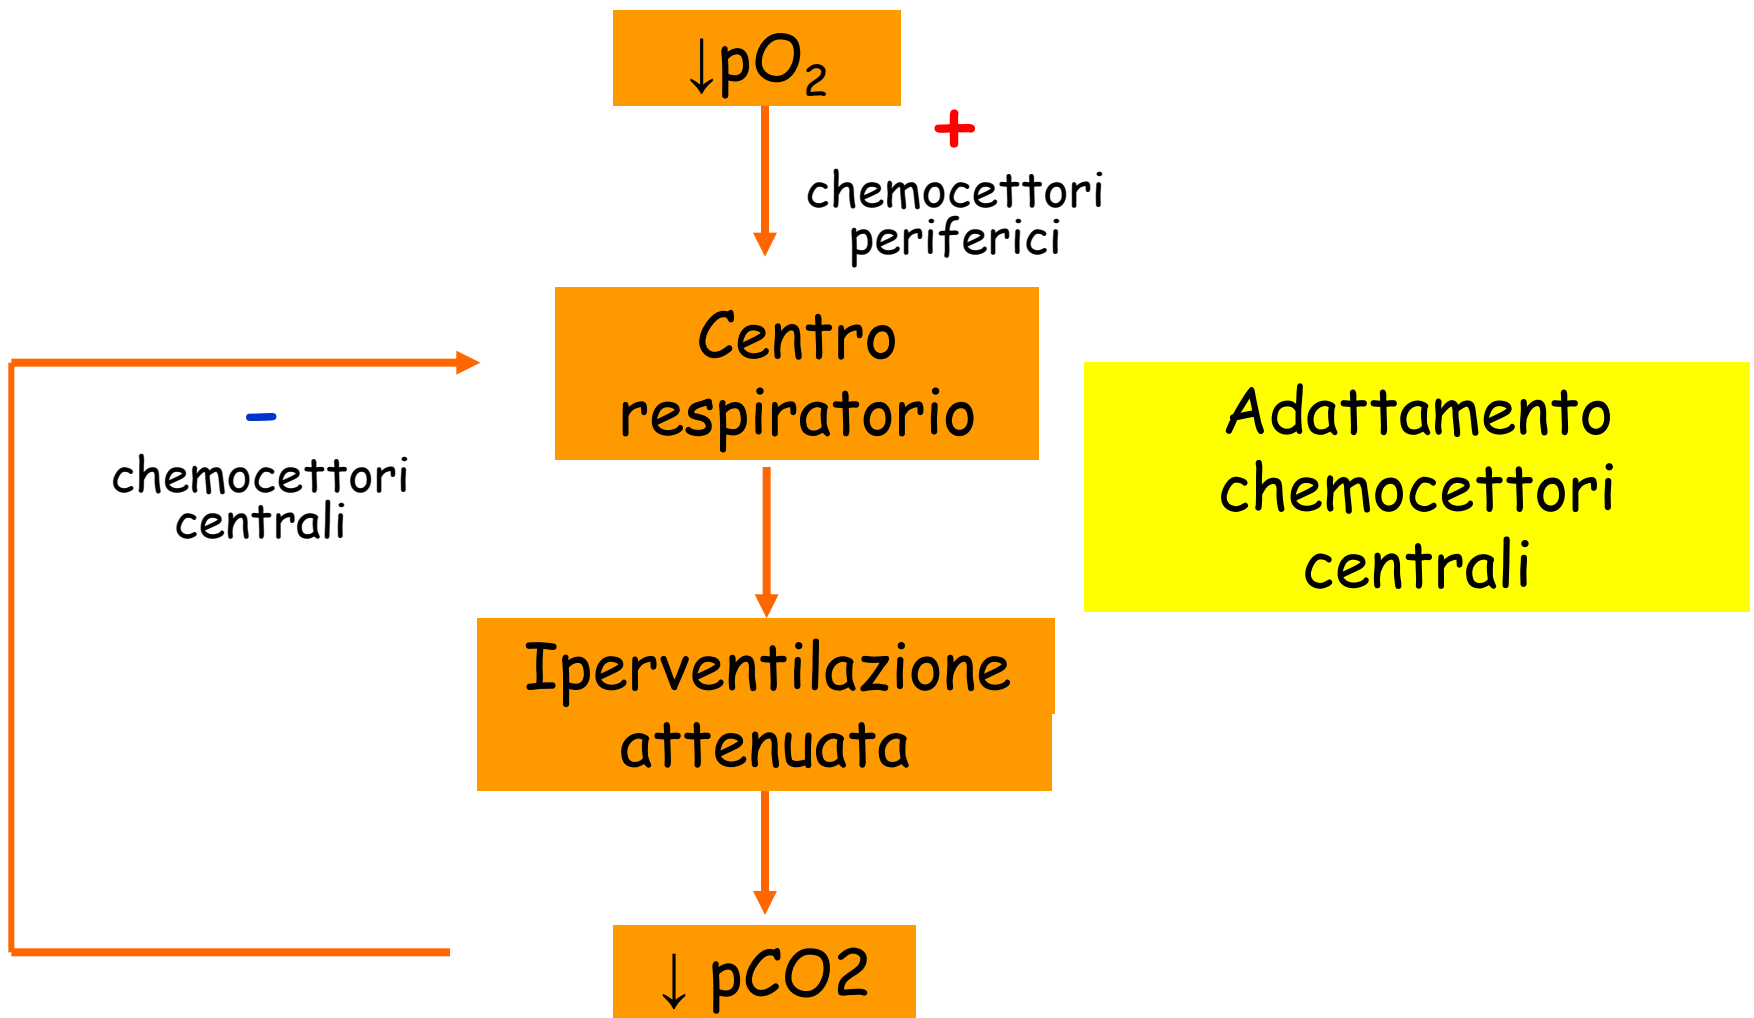 ↓pO₂
+
chemocettori
periferici
Centro
respiratorio
-
chemocettori
centrali
Adattamento
chemocettori
centrali
Iperventilazione
attenuata
↓ pCO2